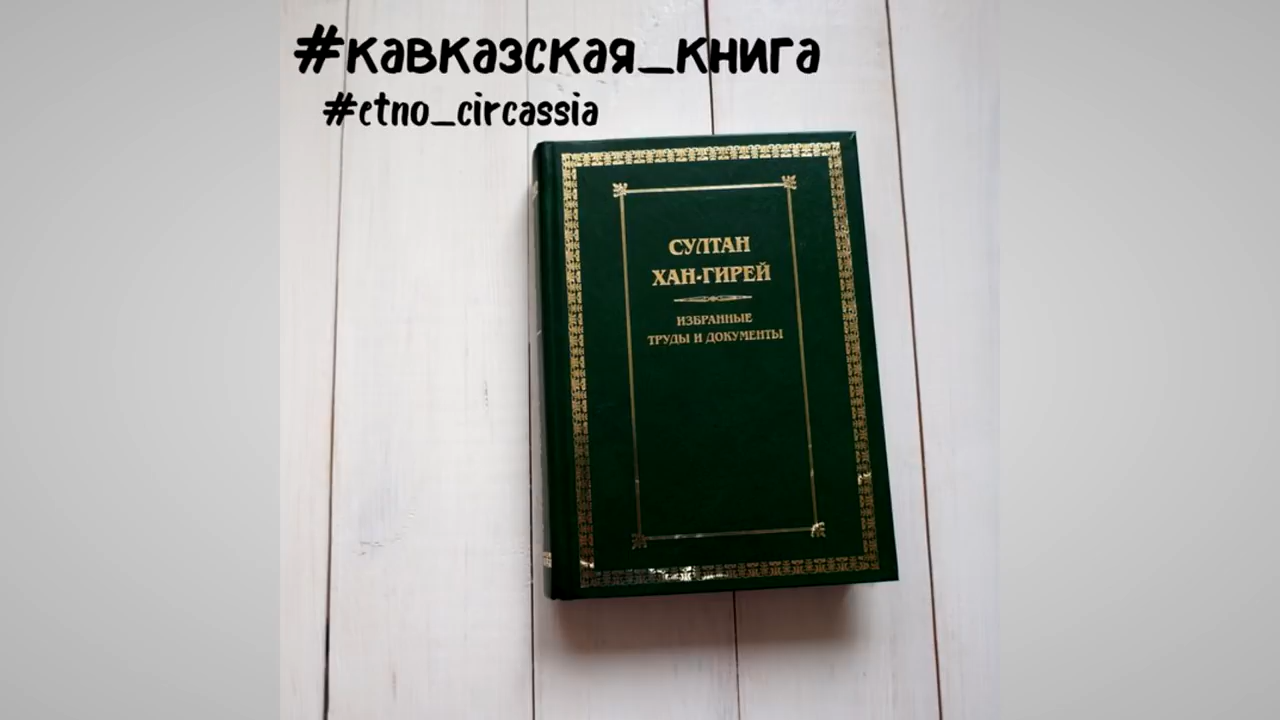 #кавказская_книга
#etno_circassia
СУЛТАН
ХАН-ГИРЕЙ
ИЗБРАННЫЕ
ТРУДЫ И ДОКУМЕНТЫ